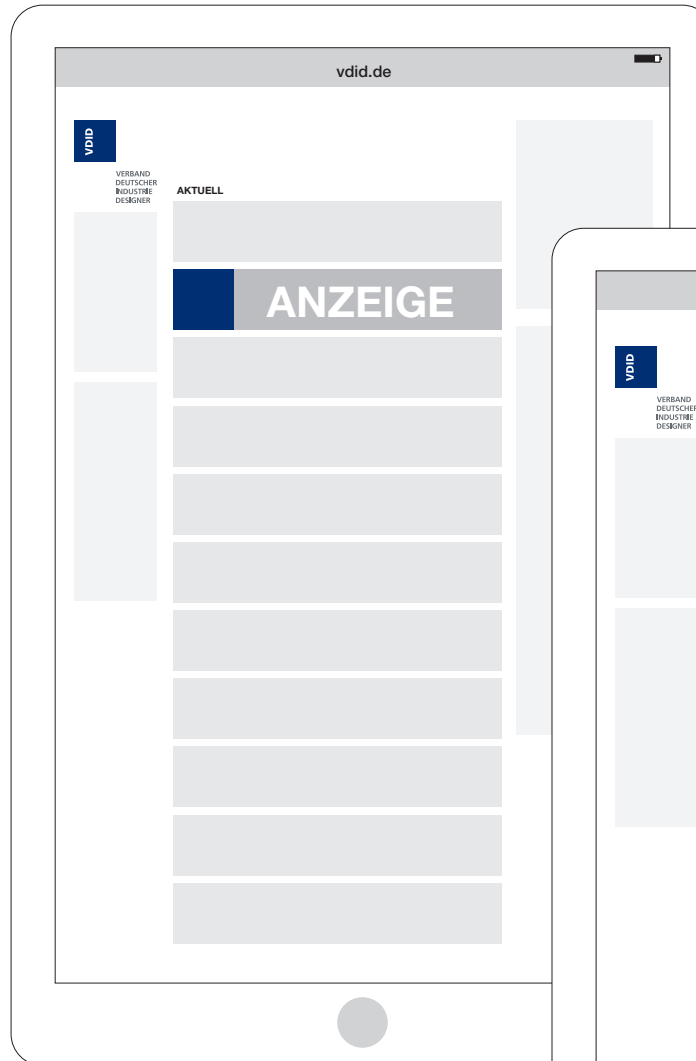 vdid.de
VDID
VERBAND
DEUTSCHER
INDUSTRIE
DESIGNER
AKTUELL
ANZEIGE
VDID
VERBAND
DEUTSCHER
INDUSTRIE
DESIGNER